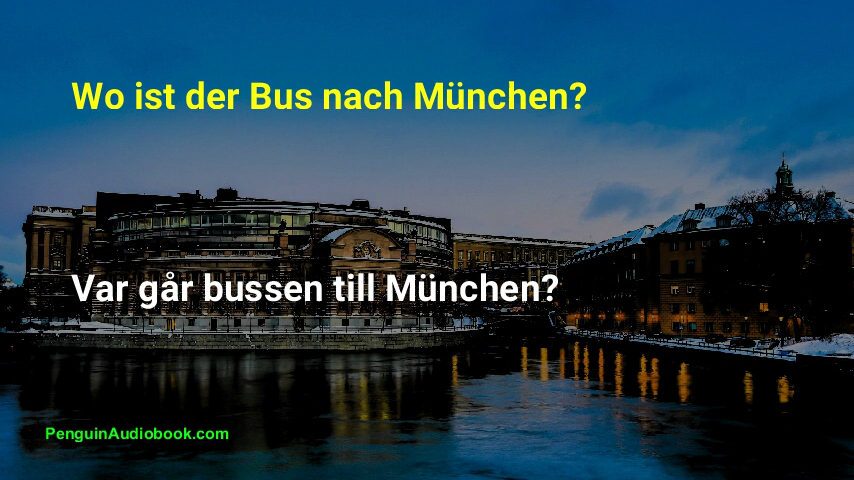 Wo ist der Bus nach München?
Var går bussen till München?
PenguinAudiobook.com